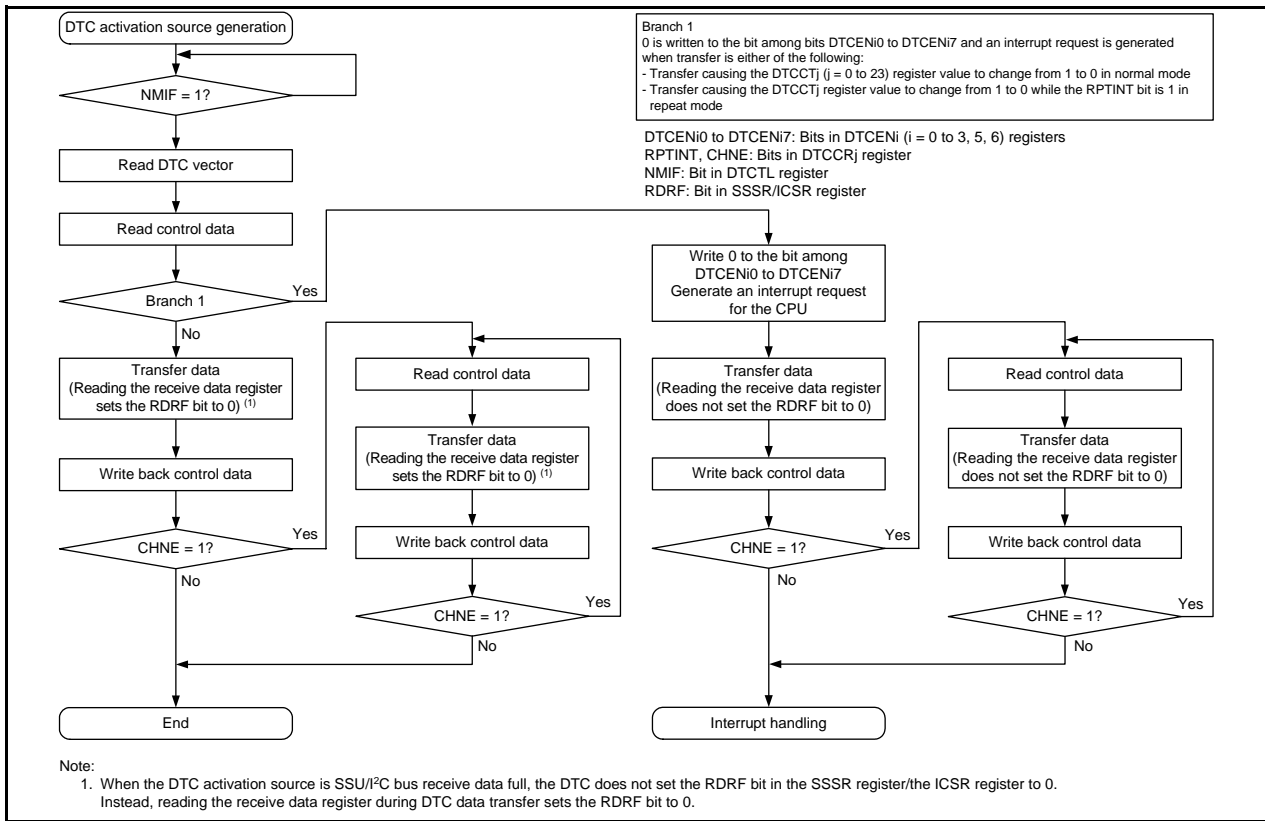 DTC activation source generation
NMIF = 1?
Read DTC vector
Read control data
Branch 1
Yes
No
Transfer data
(Reading the receive data register
sets the RDRF bit to 0) (1)
Write back control data
CHNE = 1?
Yes
No
End
Read control data
Transfer data
(Reading the receive data register
sets the RDRF bit to 0) (1)
Write back control data
CHNE = 1?
Yes
No
Branch 1
0 is written to the bit among bits DTCENi0 to DTCENi7 and an interrupt request is generated
when transfer is either of the following:
- Transfer causing the DTCCTj (j = 0 to 23) register value to change from 1 to 0 in normal mode
- Transfer causing the DTCCTj register value to change from 1 to 0 while the RPTINT bit is 1 in
repeat mode
DTCENi0 to DTCENi7: Bits in DTCENi (i = 0 to 3, 5, 6) registers
RPTINT, CHNE: Bits in DTCCRj register
NMIF: Bit in DTCTL register
RDRF: Bit in SSSR/ICSR register
Write 0 to the bit among
DTCENi0 to DTCENi7
Generate an interrupt request
for the CPU
Transfer data
(Reading the receive data register
does not set the RDRF bit to 0)
Write back control data
CHNE = 1?
Yes
No
Interrupt handling
Read control data
Transfer data
(Reading the receive data register
does not set the RDRF bit to 0)
Write back control data
CHNE = 1?
Yes
No
Note:
1. When the DTC activation source is SSU/I²C bus receive data full, the DTC does not set the RDRF bit in the SSSR register/the ICSR register to 0.
Instead, reading the receive data register during DTC data transfer sets the RDRF bit to 0.